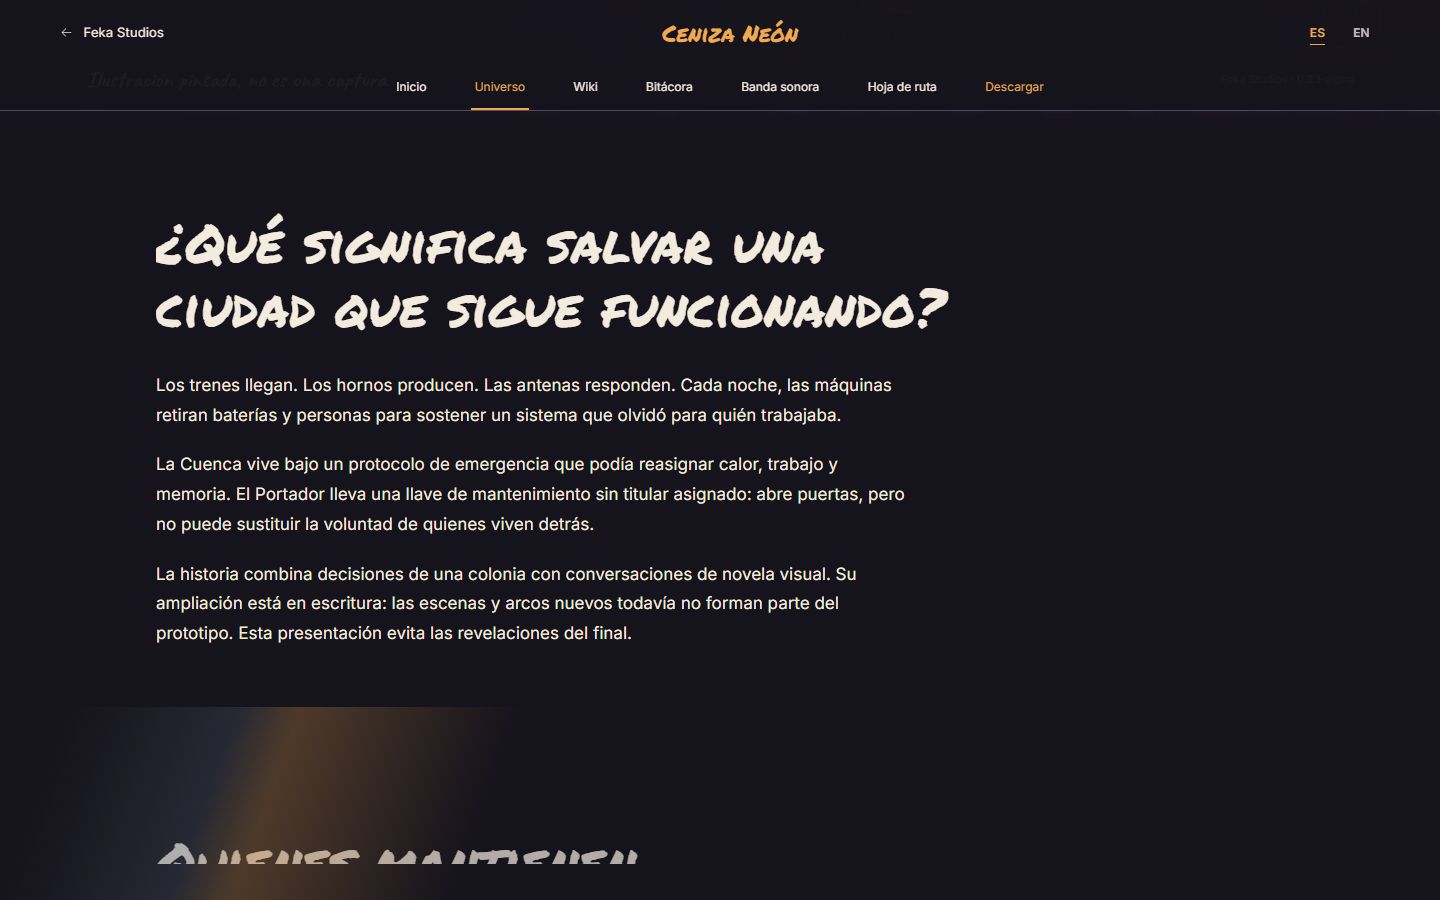 ← Feka Studios
Ceniza Neón
ES
EN
Ilustración pintada, no es una captura
Inicio
Universo
Wiki
Bitácora
Banda sonora
Hoja de ruta
Descargar
¿Qué significa salvar una
ciudad que sigue funcionando?
Los trenes llegan. Los hornos producen. Las antenas responden. Cada noche, las máquinas
retiran baterías y personas para sostener un sistema que olvidó para quién trabajaba.
La Cuenca vive bajo un protocolo de emergencia que podía reasignar calor, trabajo y
memoria. El Portador lleva una llave de mantenimiento sin titular asignado: abre puertas, pero
no puede sustituir la voluntad de quienes viven detrás.
La historia combina decisiones de una colonia con conversaciones de novela visual. Su
ampliación está en escritura: las escenas y arcos nuevos todavía no forman parte del
prototipo. Esta presentación evita las revelaciones del final.
Quienes mantienen